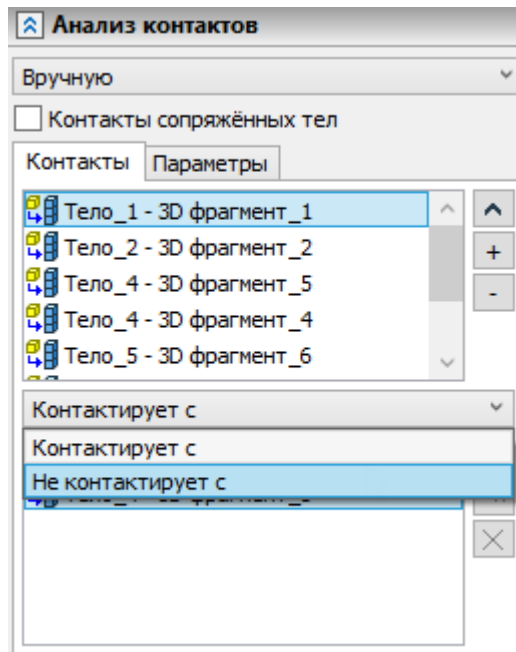 Анализ контактов
Вручную
Контакты сопряжённых тел
Контакты Параметры
Тело_1 - 3D фрагмент_1
Тело_2 - 3D фрагмент_2
+
Тело_4 - 3D фрагмент_5
-
Тело_4 - 3D фрагмент_4
Тело_5 - 3D фрагмент_6
Контактирует с
Контактирует с
Не контактирует с